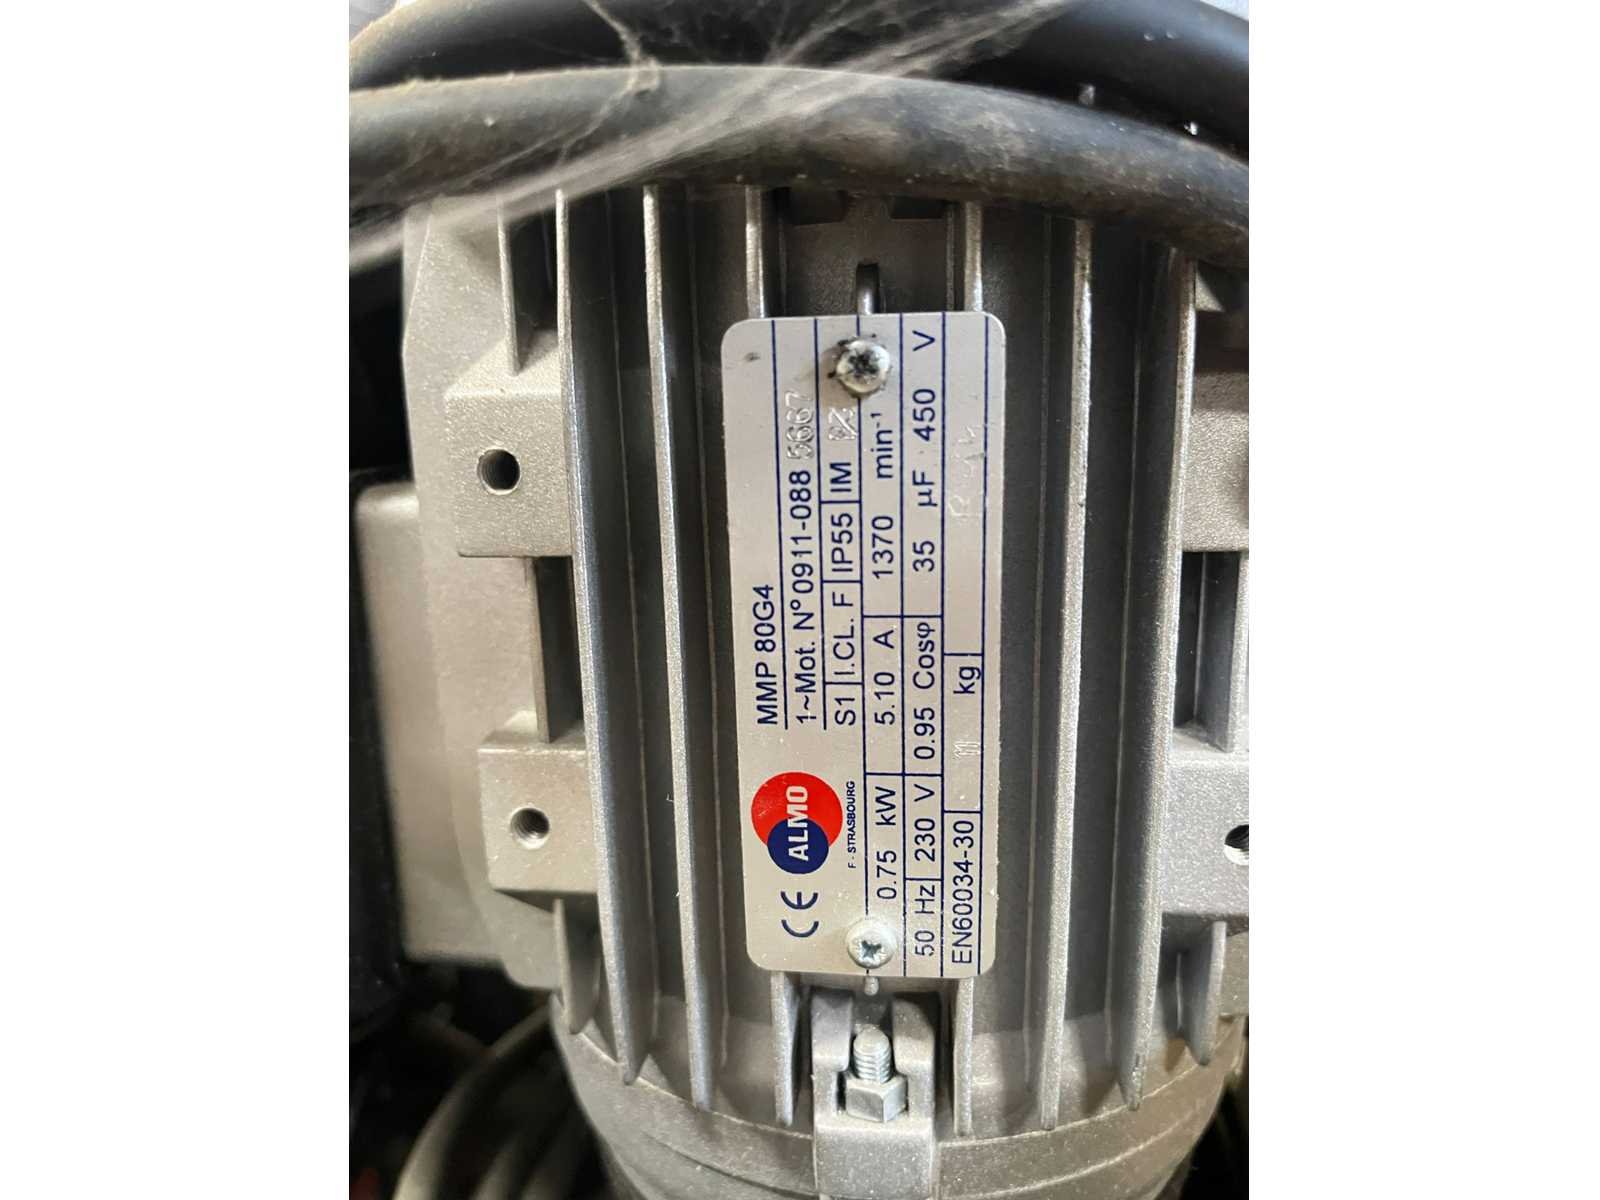 CE ALMO
F - STRASBOURG
MMP 80G4
1~Mot. N° 0911-088 5667
S1 I.CL. F IP55 IM
0.75 kW 5.10 A 1370 min-1
50 Hz 230 V 0.95 Cosφ 35 µF 450 V
EN60034-30 11 kg